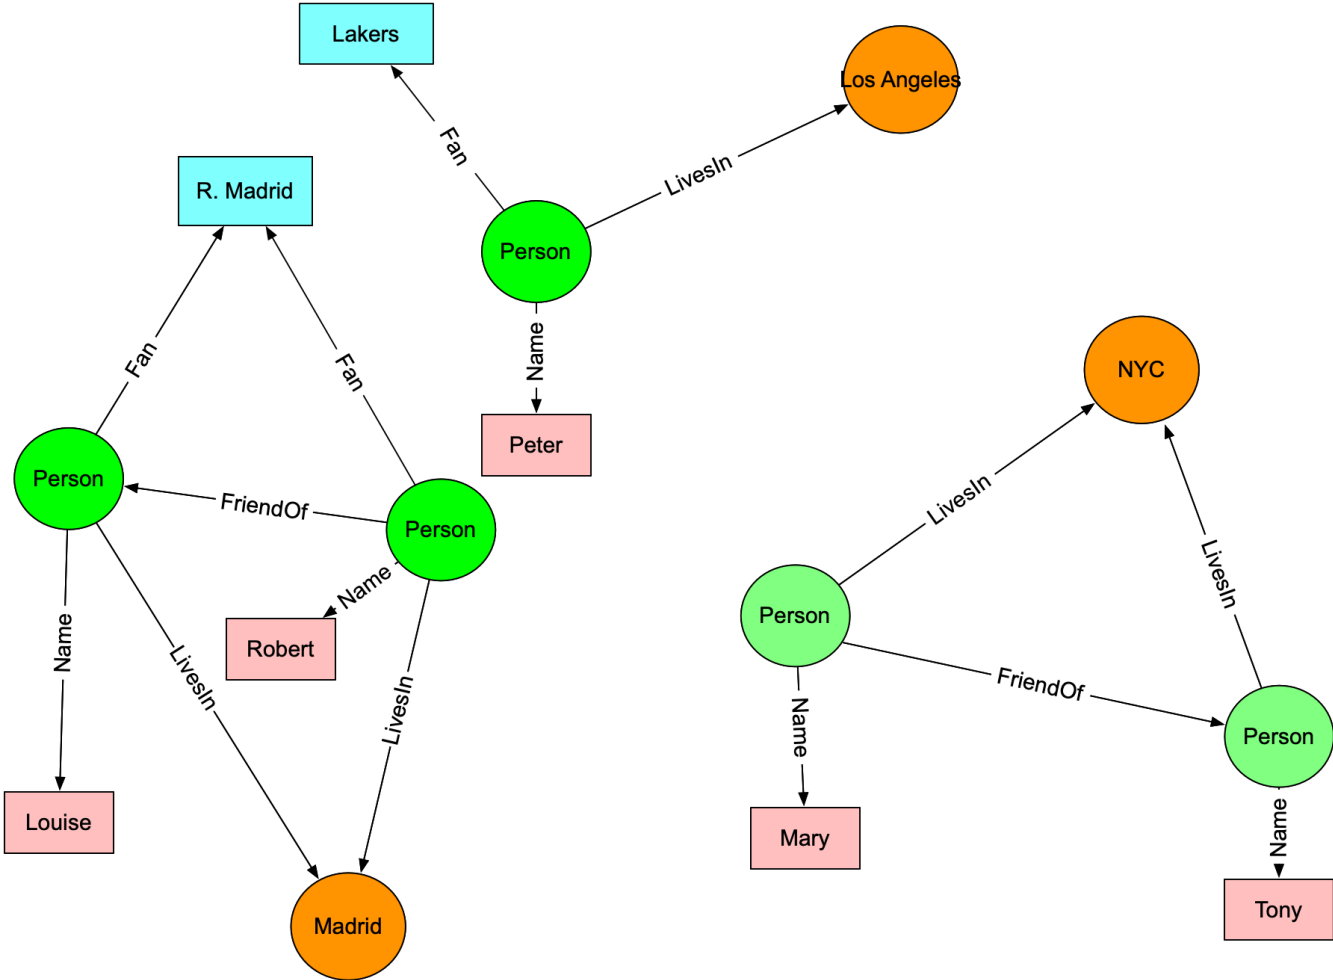 Lakers
Los Angeles
Fan
LivesIn
R. Madrid
Person
Name
Peter
Fan
Fan
NYC
Person
FriendOf
Person
LivesIn
LivesIn
Name
Robert
Name
LivesIn
LivesIn
Person
FriendOf
Person
Name
Name
Louise
Mary
Tony
Madrid